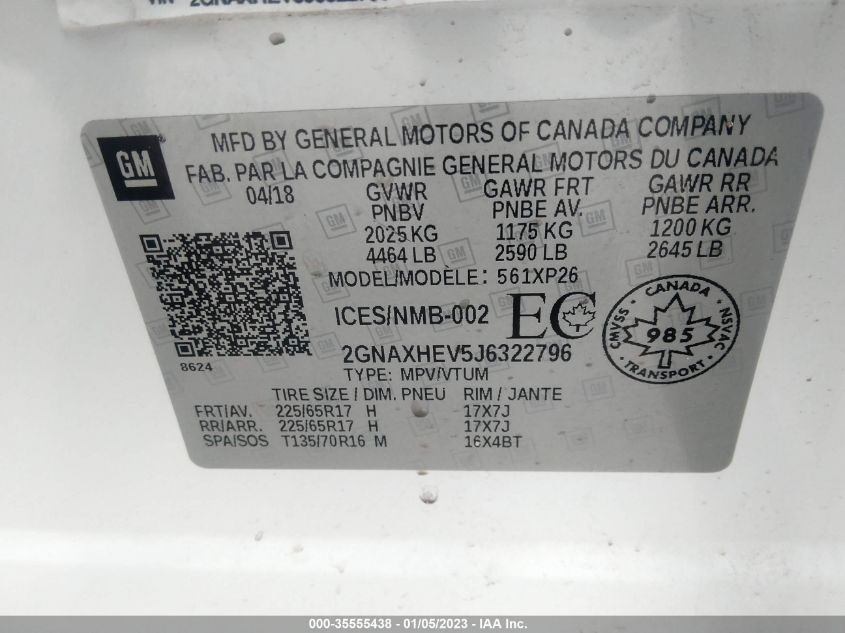 MFD BY GENERAL MOTORS OF CANADA COMPANY
FAB. PAR LA COMPAGNIE GENERAL MOTORS DU CANADA
GM
04/18 GVWR GAWR FRT GAWR RR
PNBV PNBE AV. PNBE ARR.
2025 KG 1175 KG 1200 KG
4464 LB 2590 LB 2645 LB
MODEL/MODÈLE: 561XP26
ICES/NMB-002 EC
CANADA
CMVSS 985 NSVAC
TRANSPORT
2GNAXHEV5J6322796
8624
TYPE: MPV/VTUM
TIRE SIZE / DIM. PNEU RIM / JANTE
FRT/AV. 225/65R17 H 17X7J
RR/ARR. 225/65R17 H 17X7J
SPA/SOS T135/70R16 M 16X4BT
000-35555438 - 01/05/2023 - IAA Inc.